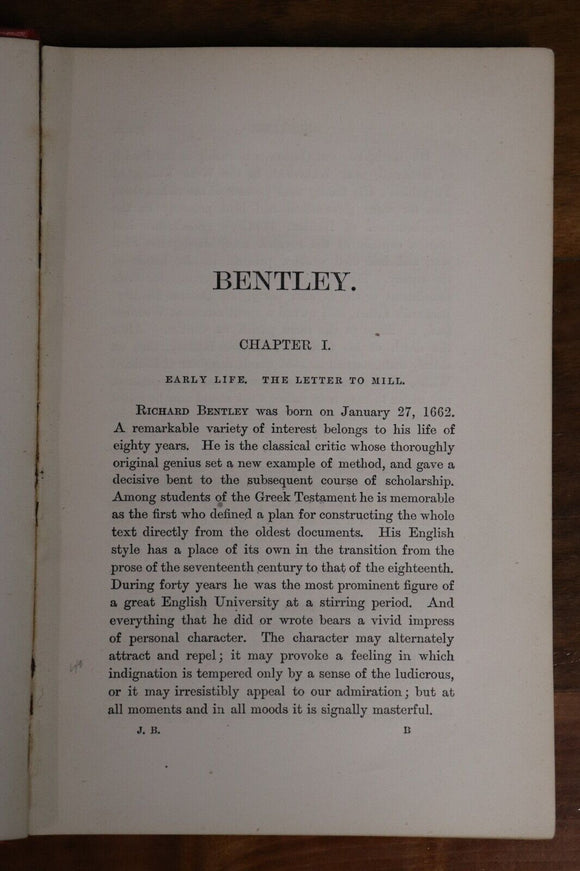 BENTLEY.
CHAPTER I.
EARLY LIFE. THE LETTER TO MILL.
RICHARD BENTLEY was born on January 27, 1662.
A remarkable variety of interest belongs to his life of
eighty years. He is the classical critic whose thoroughly
original genius set a new example of method, and gave a
decisive bent to the subsequent course of scholarship.
Among students of the Greek Testament he is memorable
as the first who defined a plan for constructing the whole
text directly from the oldest documents. His English
style has a place of its own in the transition from the
prose of the seventeenth century to that of the eighteenth.
During forty years he was the most prominent figure of
a great English University at a stirring period. And
everything that he did or wrote bears a vivid impress
of personal character. The character may alternately
attract and repel; it may provoke a feeling in which
indignation is tempered only by a sense of the ludicrous,
or it may irresistibly appeal to our admiration; but at
all moments and in all moods it is signally masterful.
J. B. B